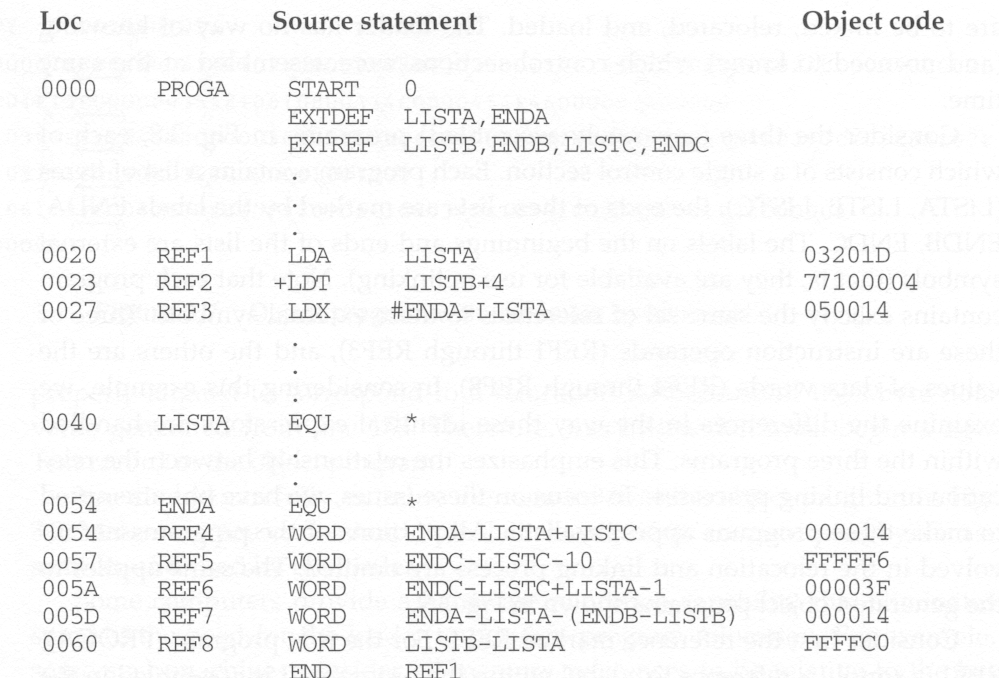 Loc Source statement Object code
0000 PROGA START 0
EXTDEF LISTA,ENDA
EXTREF LISTB,ENDB,LISTC,ENDC
.
.
.
0020 REF1 LDA LISTA 03201D
0023 REF2 +LDT LISTB+4 77100004
0027 REF3 LDX #ENDA-LISTA 050014
.
.
.
0040 LISTA EQU *
.
.
.
0054 ENDA EQU *
0054 REF4 WORD ENDA-LISTA+LISTC 000014
0057 REF5 WORD ENDC-LISTC-10 FFFFF6
005A REF6 WORD ENDC-LISTC+LISTA-1 00003F
005D REF7 WORD ENDA-LISTA-(ENDB-LISTB) 000014
0060 REF8 WORD LISTB-LISTA FFFFC0
END REF1